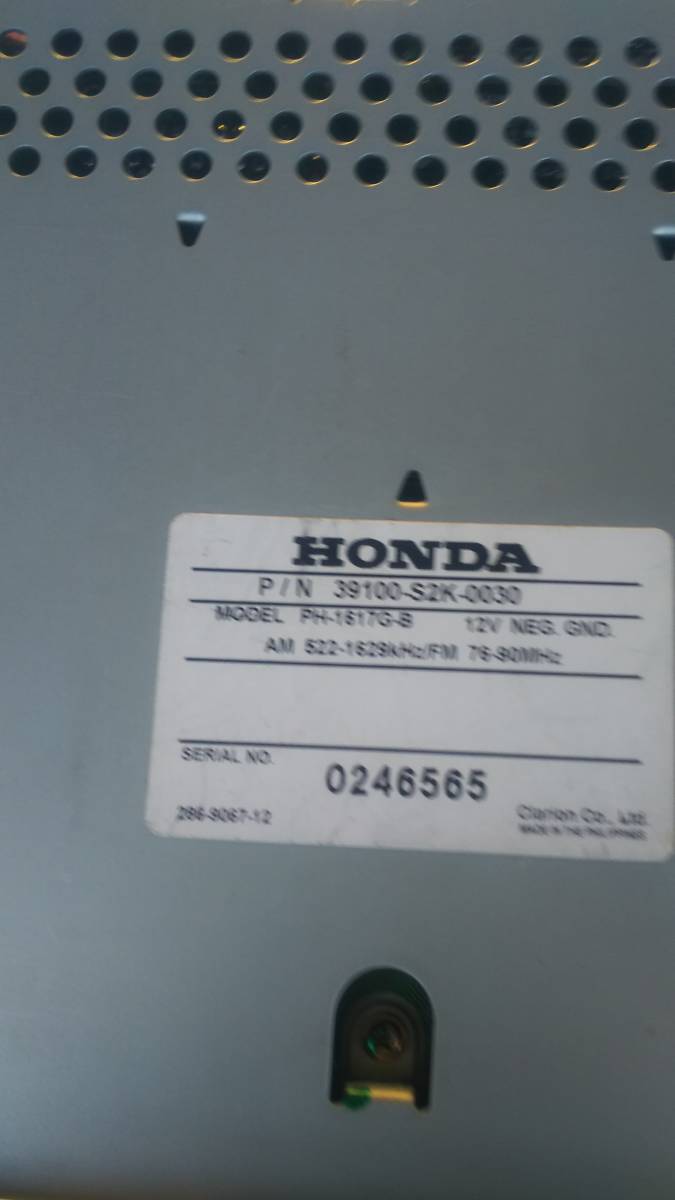 HONDA
P/N 39100-S2K-0030
MODEL PH-1617G-B 12V NEG. GND.
AM 522-1629kHz/FM 76-90MHz
SERIAL NO.
0246565
286-9067-12 Clarion Co., Ltd.
MADE IN THE PHILIPPINES